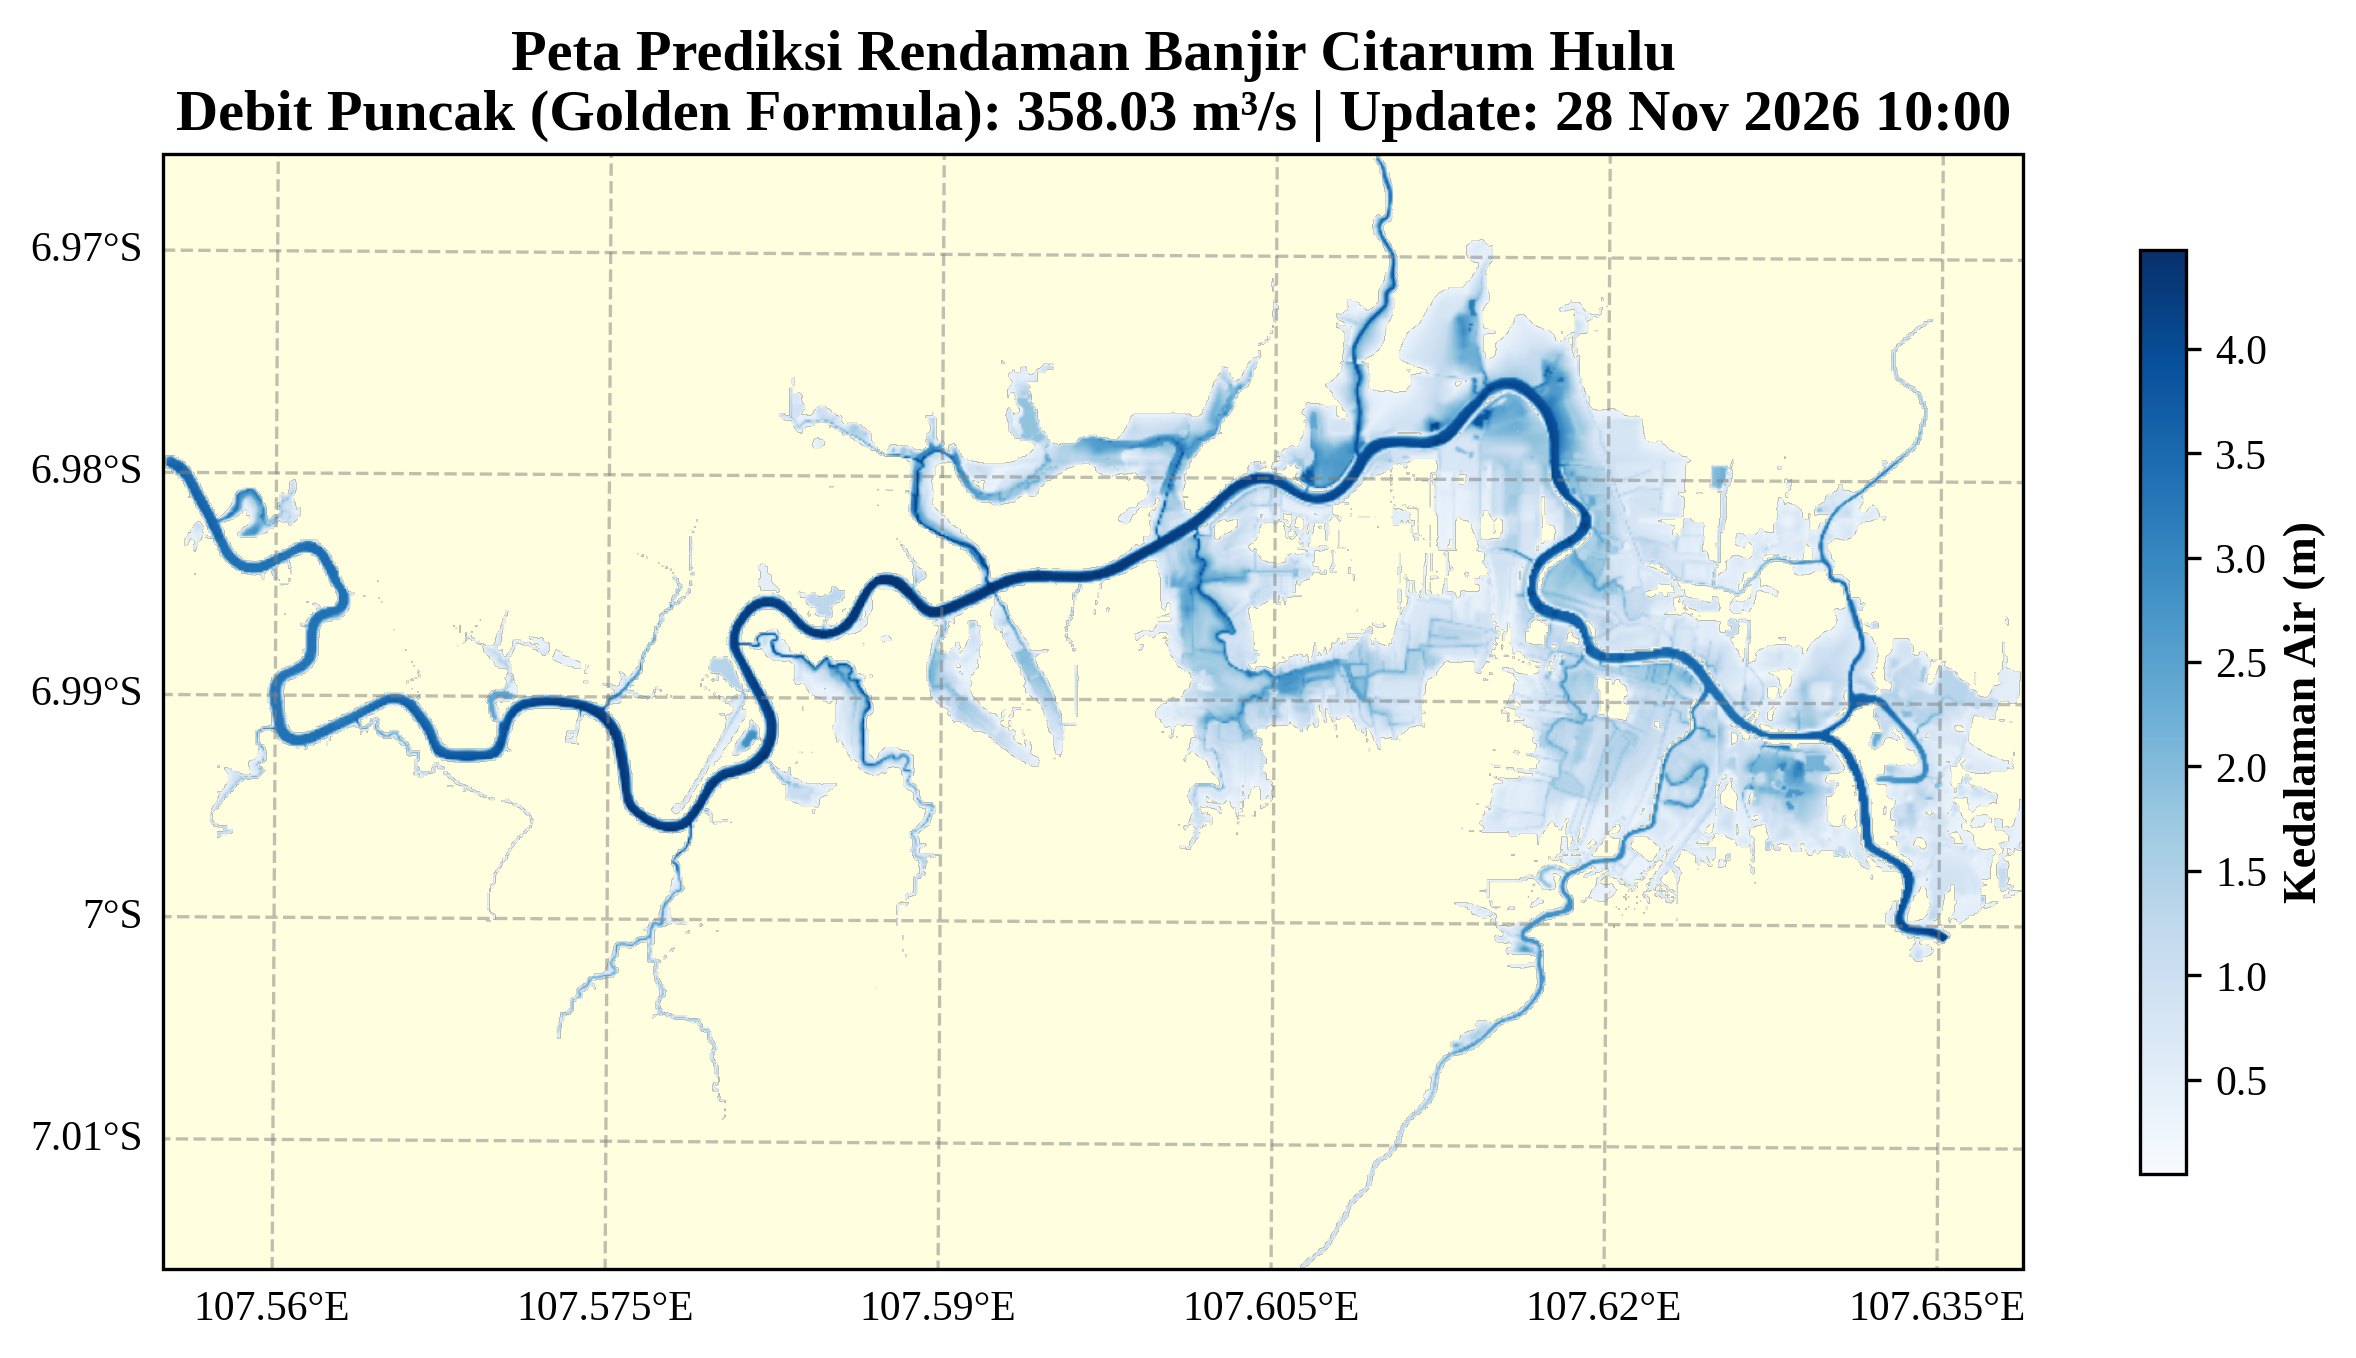 Peta Prediksi Rendaman Banjir Citarum Hulu
Debit Puncak (Golden Formula): 358.03 m³/s | Update: 28 Nov 2026 10:00
6.97°S
6.98°S
6.99°S
7°S
7.01°S
107.56°E
107.575°E
107.59°E
107.605°E
107.62°E
107.635°E
4.0
3.5
3.0
2.5
2.0
1.5
1.0
0.5
Kedalaman Air (m)